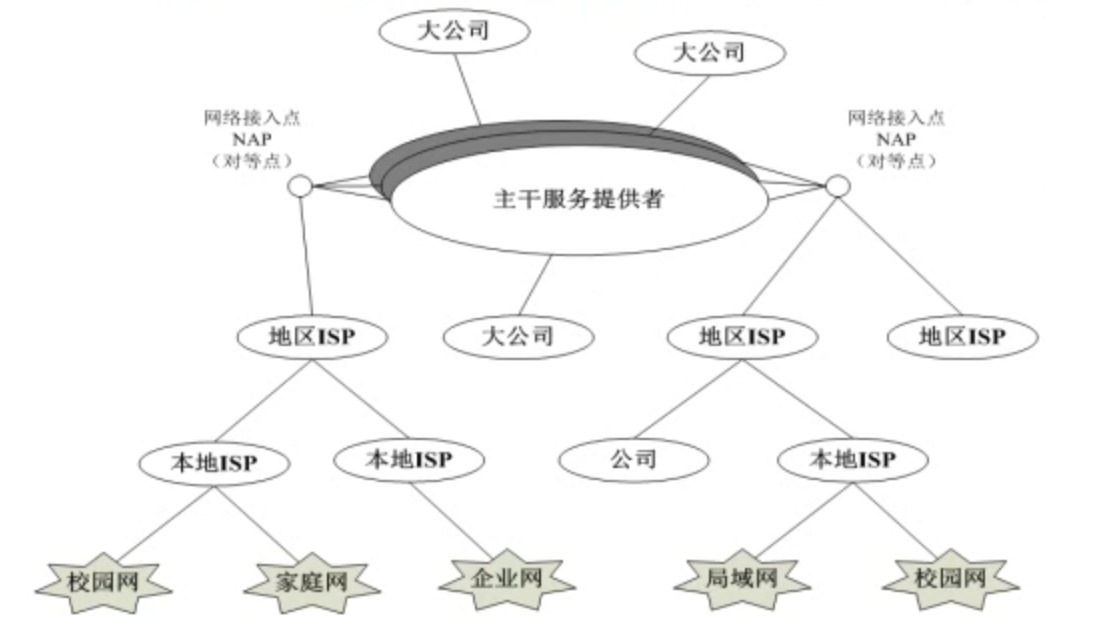 大公司
大公司
网络接入点
NAP
（对等点）
网络接入点
NAP
（对等点）
主干服务提供者
地区ISP
大公司
地区ISP
地区ISP
本地ISP
本地ISP
公司
本地ISP
校园网
家庭网
企业网
局域网
校园网